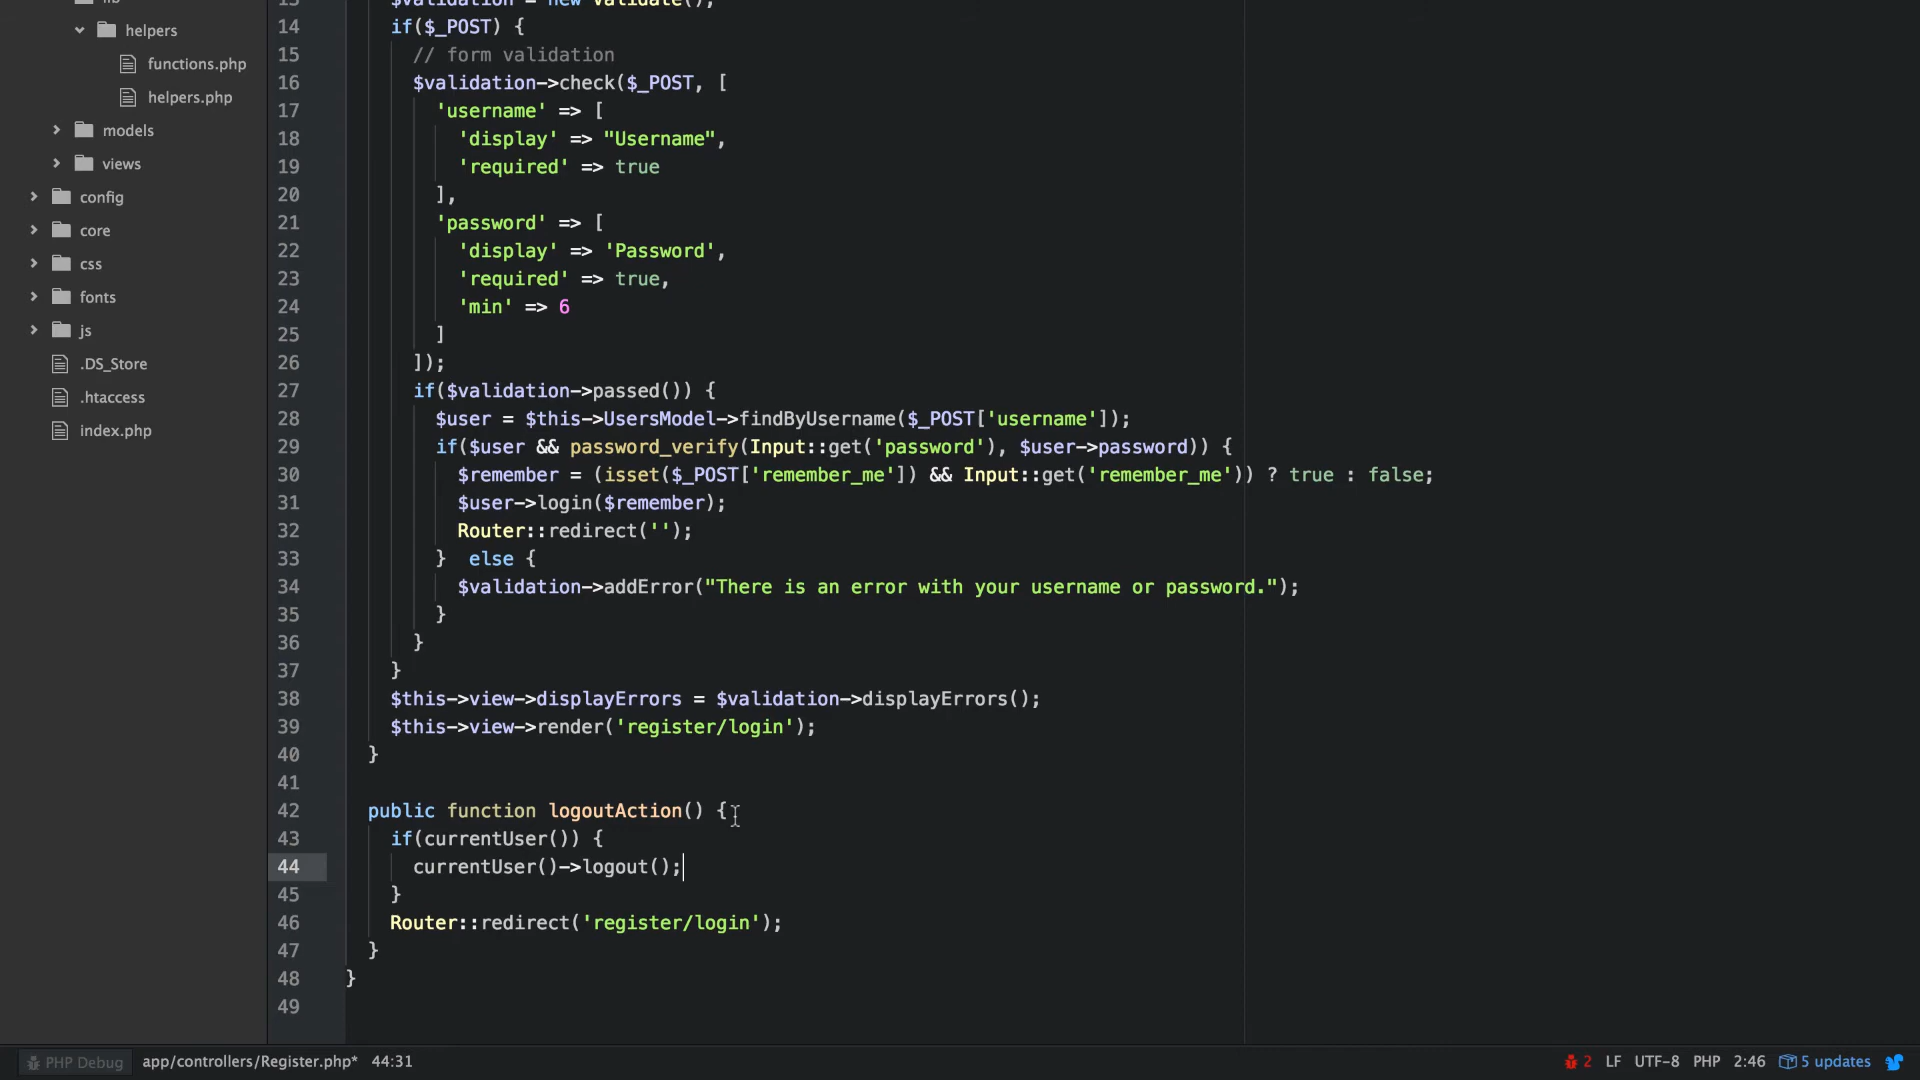 lib
helpers
functions.php
helpers.php
models
views
config
core
css
fonts
js
.DS_Store
.htaccess
index.php
13 $validation = new Validate();
14 if($_POST) {
15 // form validation
16 $validation->check($_POST, [
17 'username' => [
18 'display' => "Username",
19 'required' => true
20 ],
21 'password' => [
22 'display' => 'Password',
23 'required' => true,
24 'min' => 6
25 ]
26 ]);
27 if($validation->passed()) {
28 $user = $this->UsersModel->findByUsername($_POST['username']);
29 if($user && password_verify(Input::get('password'), $user->password)) {
30 $remember = (isset($_POST['remember_me']) && Input::get('remember_me')) ? true : false;
31 $user->login($remember);
32 Router::redirect('');
33 }  else {
34 $validation->addError("There is an error with your username or password.");
35 }
36 }
37 }
38 $this->view->displayErrors = $validation->displayErrors();
39 $this->view->render('register/login');
40 }
41
42 public function logoutAction() {
43 if(currentUser()) {
44 currentUser()->logout();
45 }
46 Router::redirect('register/login');
47 }
48 }
49
PHP Debug app/controllers/Register.php* 44:31 2 LF UTF-8 PHP 2:46 5 updates